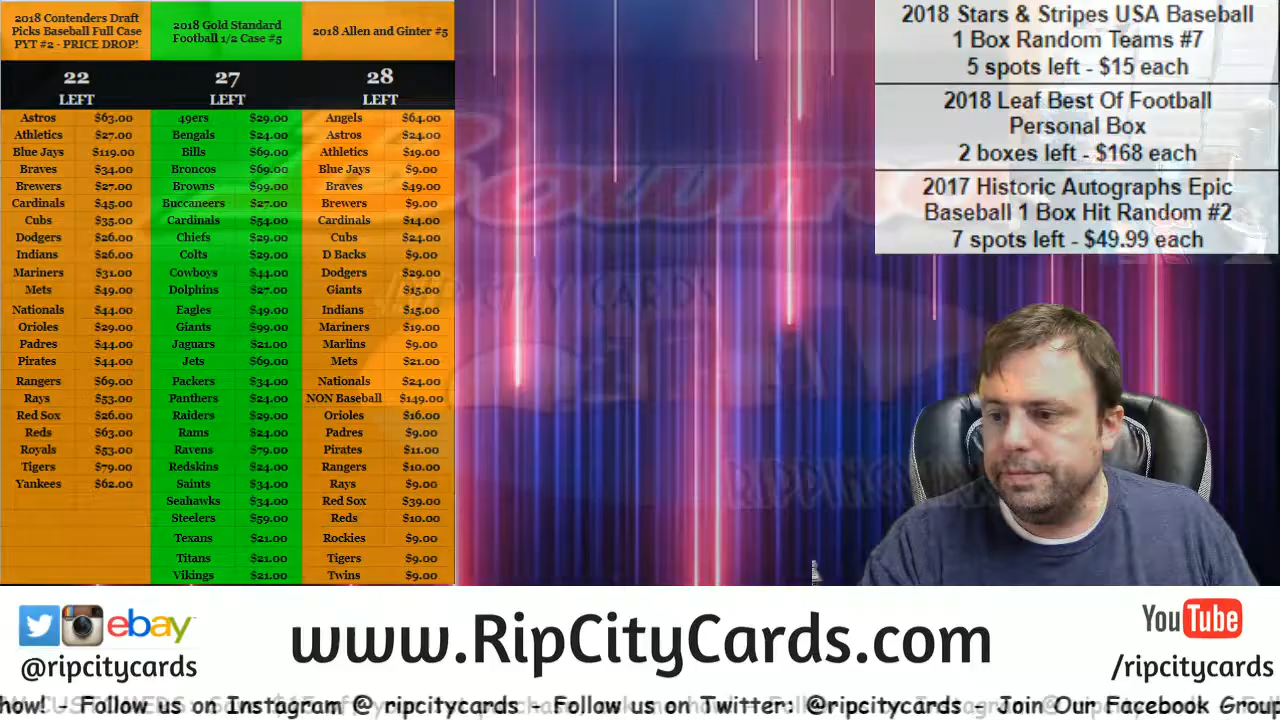 2018 Contenders Draft
Picks Baseball Full Case
PYT #2 - PRICE DROP!
22
LEFT
Astros $63.00
Athletics $27.00
Blue Jays $119.00
Braves $34.00
Brewers $27.00
Cardinals $45.00
Cubs $35.00
Dodgers $26.00
Indians $26.00
Mariners $31.00
Mets $49.00
Nationals $44.00
Orioles $29.00
Padres $44.00
Pirates $44.00
Rangers $69.00
Rays $53.00
Red Sox $26.00
Reds $63.00
Royals $53.00
Tigers $79.00
Yankees $62.00
2018 Gold Standard
Football 1/2 Case #5
27
LEFT
49ers $29.00
Bengals $24.00
Bills $69.00
Broncos $69.00
Browns $99.00
Buccaneers $27.00
Cardinals $54.00
Chiefs $29.00
Colts $29.00
Cowboys $44.00
Dolphins $27.00
Eagles $49.00
Giants $99.00
Jaguars $21.00
Jets $69.00
Packers $34.00
Panthers $24.00
Raiders $29.00
Rams $24.00
Ravens $79.00
Redskins $24.00
Saints $34.00
Seahawks $34.00
Steelers $59.00
Texans $21.00
Titans $21.00
Vikings $21.00
2018 Allen and Ginter #5
28
LEFT
Angels $64.00
Astros $24.00
Athletics $19.00
Blue Jays $9.00
Braves $49.00
Brewers $9.00
Cardinals $14.00
Cubs $24.00
D Backs $9.00
Dodgers $29.00
Giants $15.00
Indians $15.00
Mariners $19.00
Marlins $9.00
Mets $21.00
Nationals $24.00
NON Baseball $149.00
Orioles $16.00
Padres $9.00
Pirates $11.00
Rangers $10.00
Rays $9.00
Red Sox $39.00
Reds $10.00
Rockies $9.00
Tigers $9.00
Twins $9.00
RIPCITY CARDS
2018 Stars & Stripes USA Baseball
1 Box Random Teams #7
5 spots left - $15 each
2018 Leaf Best Of Football
Personal Box
2 boxes left - $168 each
2017 Historic Autographs Epic
Baseball 1 Box Hit Random #2
7 spots left - $49.99 each
ebay
@ripcitycards
www.RipCityCards.com
YouTube
/ripcitycards
how! - Follow us on Instagram @ ripcitycards - Follow us on Twitter: @ripcitycards - Join Our Facebook Group